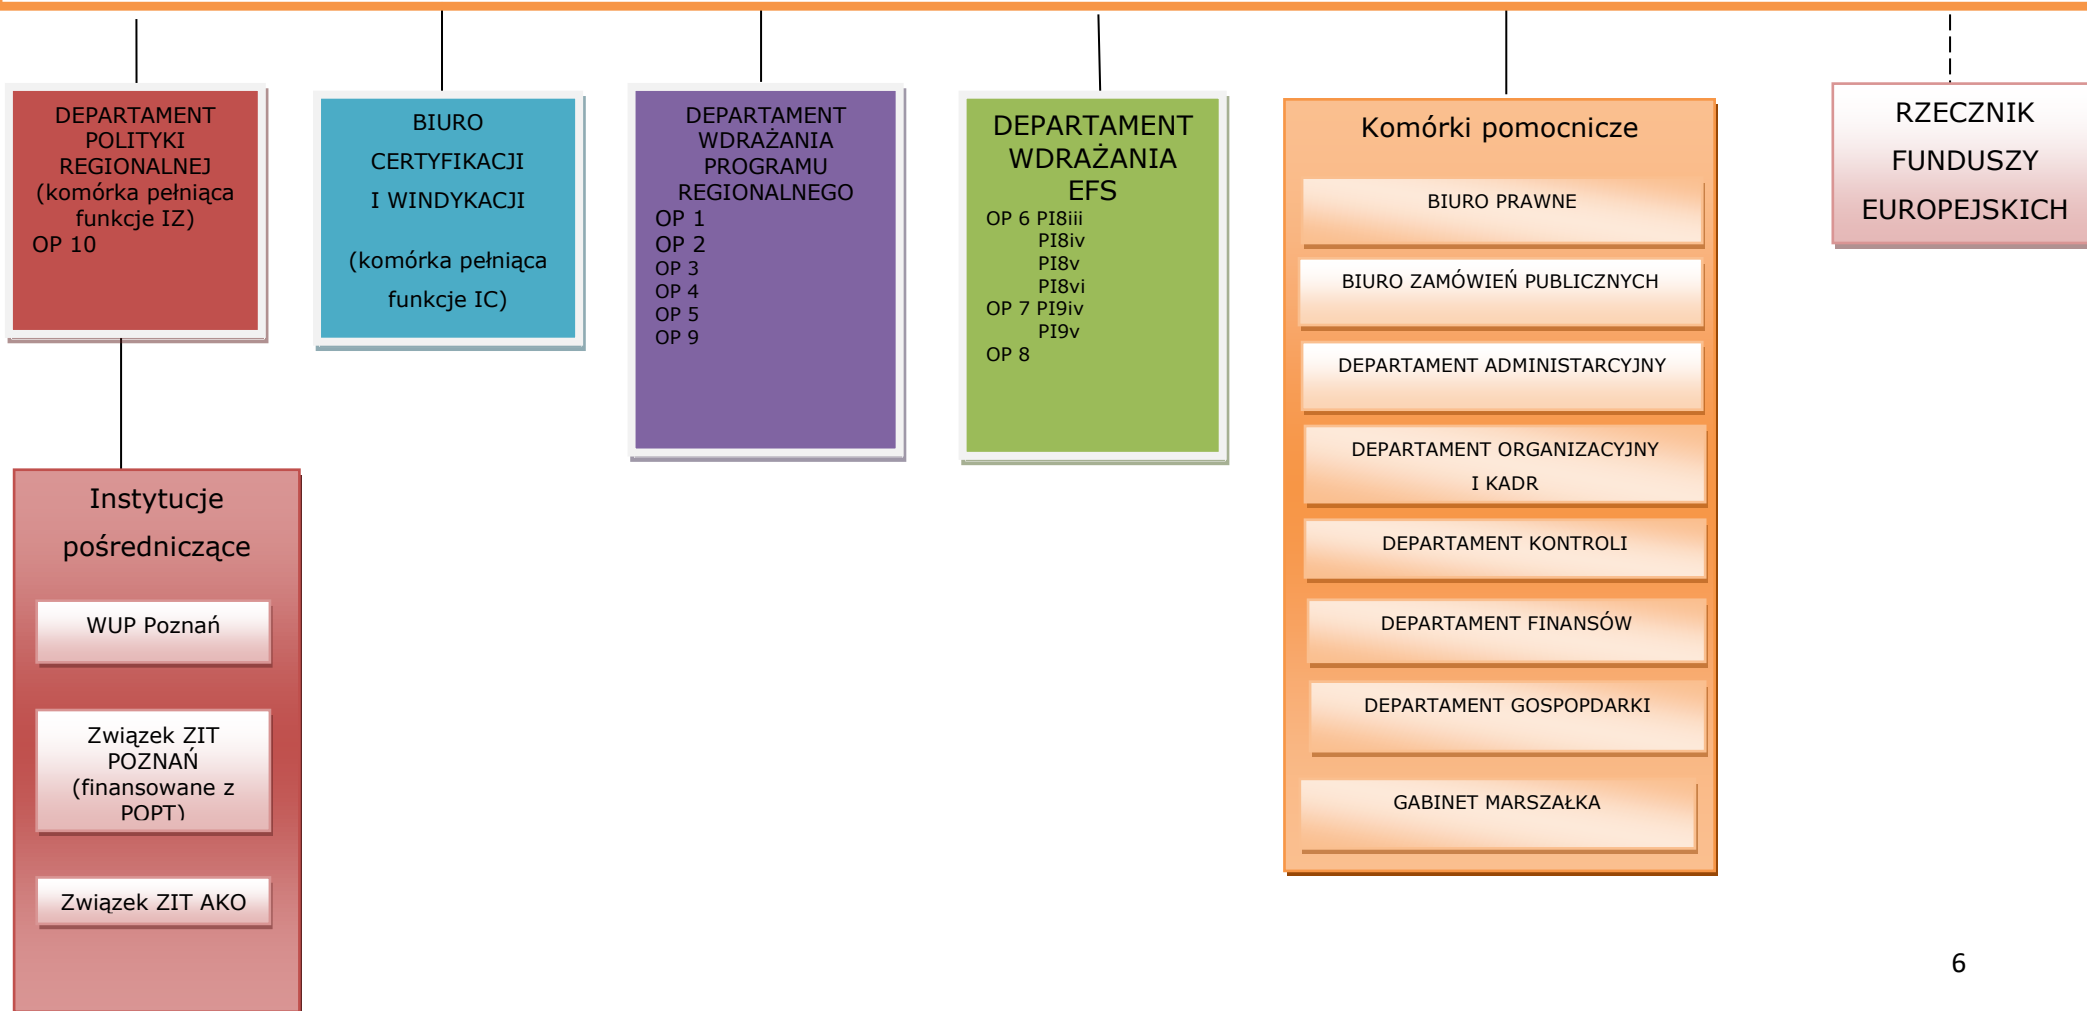 DEPARTAMENT
POLITYKI
REGIONALNEJ
(komórka pełniąca
funkcje IZ)
OP 10
BIURO
CERTYFIKACJI
I WINDYKACJI
(komórka pełniąca
funkcje IC)
DEPARTAMENT
WDRAŻANIA
PROGRAMU
REGIONALNEGO
OP 1
OP 2
OP 3
OP 4
OP 5
OP 9
DEPARTAMENT
WDRAŻANIA
EFS
OP 6 PI8iii
PI8iv
PI8v
PI8vi
OP 7 PI9iv
PI9v
OP 8
Komórki pomocnicze
BIURO PRAWNE
BIURO ZAMÓWIEŃ PUBLICZNYCH
DEPARTAMENT ADMINISTARCYJNY
DEPARTAMENT ORGANIZACYJNY
I KADR
DEPARTAMENT KONTROLI
DEPARTAMENT FINANSÓW
DEPARTAMENT GOSPOPDARKI
GABINET MARSZAŁKA
RZECZNIK
FUNDUSZY
EUROPEJSKICH
Instytucje
pośredniczące
WUP Poznań
Związek ZIT
POZNAŃ
(finansowane z
POPT)
Związek ZIT AKO
6